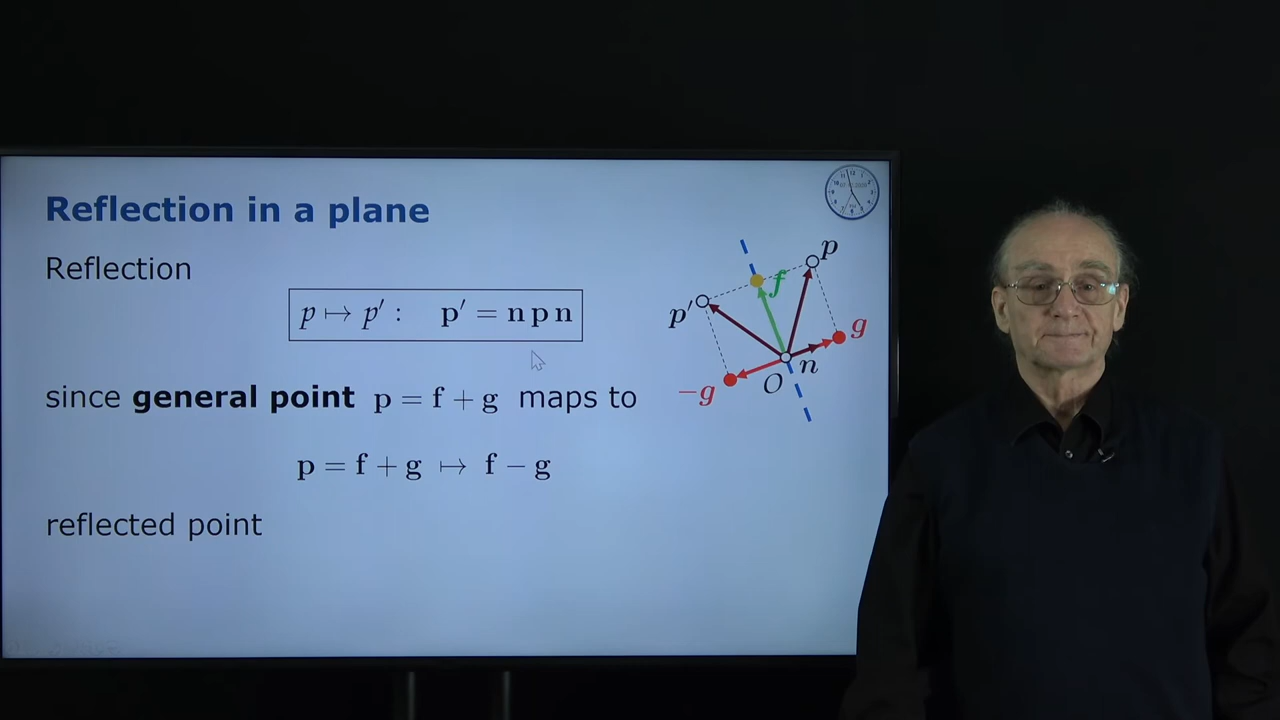 Reflection in a plane
Reflection
p ↦ p′ : p′ = n p n
since general point p = f + g maps to
p = f + g ↦ f − g
reflected point
p
f
p′
g
n
O
−g